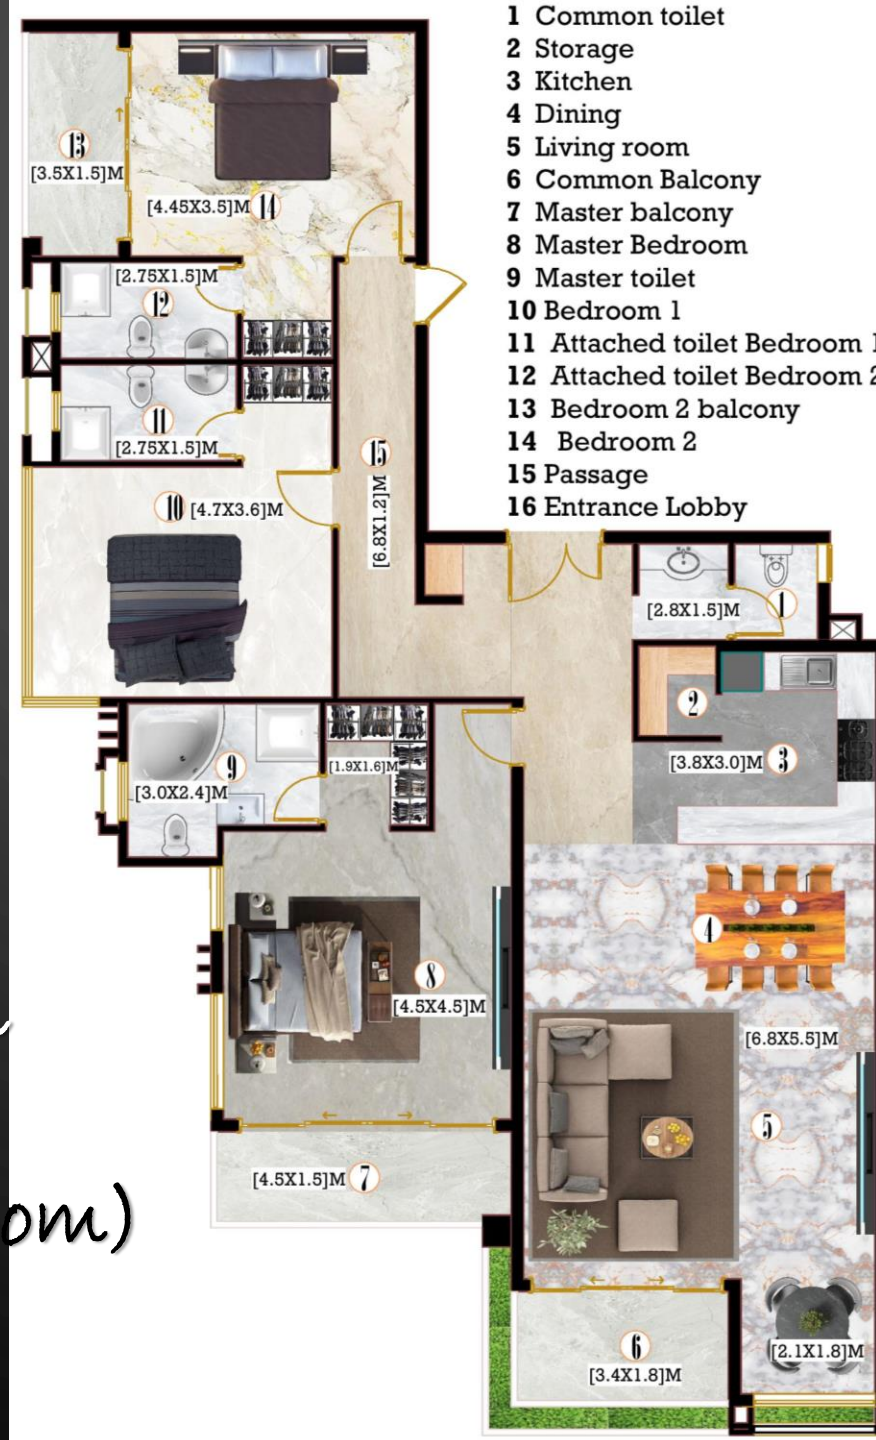 1 Common toilet
2 Storage
3 Kitchen
4 Dining
5 Living room
6 Common Balcony
7 Master balcony
8 Master Bedroom
9 Master toilet
10 Bedroom 1
11 Attached toilet Bedroom 1
12 Attached toilet Bedroom 2
13 Bedroom 2 balcony
14 Bedroom 2
15 Passage
16 Entrance Lobby
13
[3.5X1.5]M
[4.45X3.5]M 14
[2.75X1.5]M
12
11
[2.75X1.5]M
15
[6.8X1.2]M
10 [4.7X3.6]M
[2.8X1.5]M 1
2
[3.8X3.0]M 3
9
[1.9X1.6]M
[3.0X2.4]M
4
8
[4.5X4.5]M
[6.8X5.5]M
5
[4.5X1.5]M 7
om)
6
[3.4X1.8]M
[2.1X1.8]M